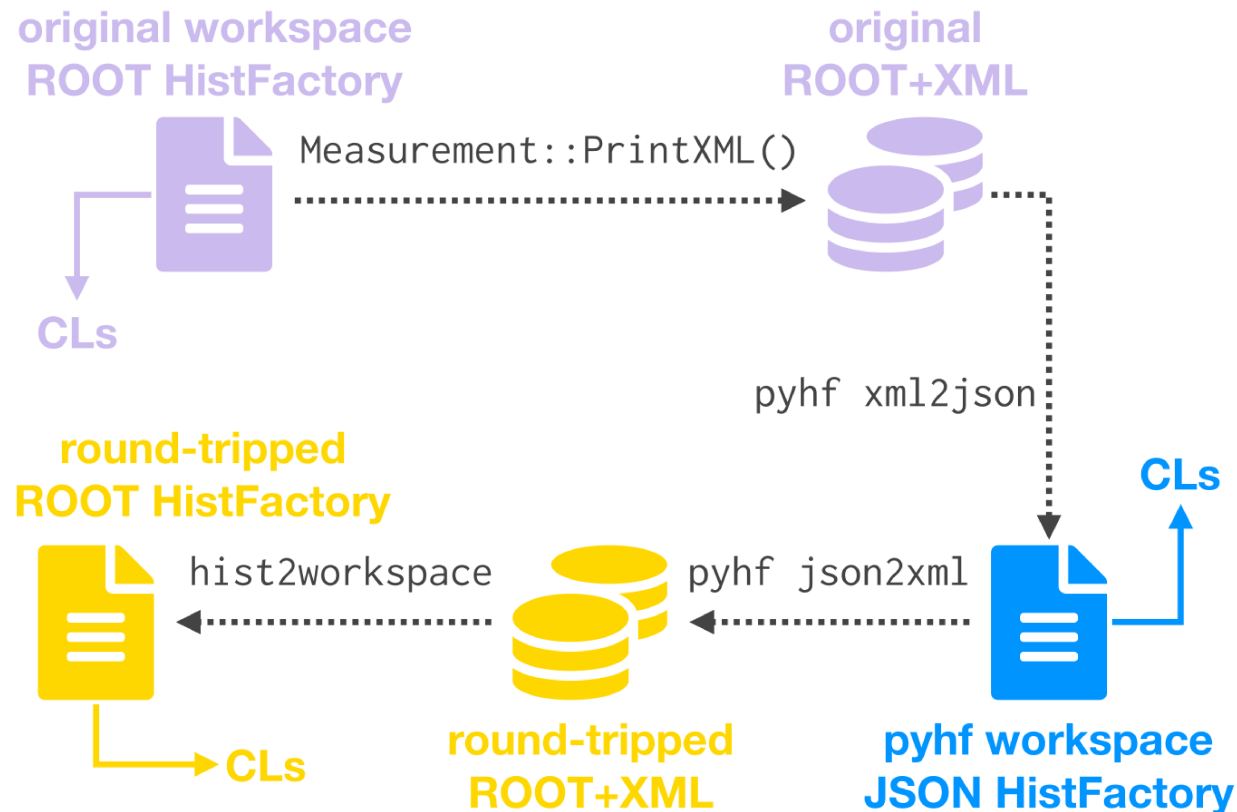 original workspace
ROOT HistFactory
original
ROOT+XML
Measurement::PrintXML()
CLs
pyhf xml2json
round-tripped
ROOT HistFactory
CLs
hist2workspace
pyhf json2xml
CLs
round-tripped
ROOT+XML
pyhf workspace
JSON HistFactory